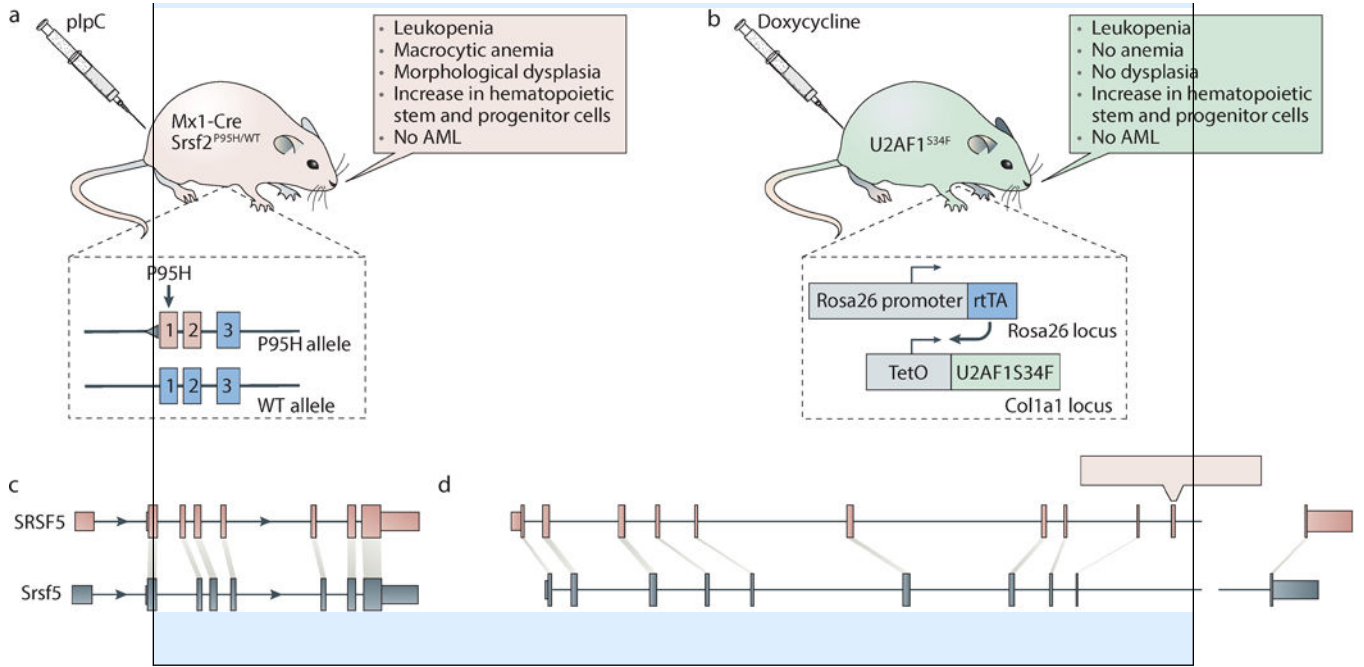 a
pIpC
Mx1-Cre
Srsf2P95H/WT
• Leukopenia
• Macrocytic anemia
• Morphological dysplasia
• Increase in hematopoietic
stem and progenitor cells
• No AML
P95H
1 2 3
P95H allele
1 2 3
WT allele
b
Doxycycline
U2AF1S34F
• Leukopenia
• No anemia
• No dysplasia
• Increase in hematopoietic
stem and progenitor cells
• No AML
Rosa26 promoter rtTA
Rosa26 locus
TetO U2AF1S34F
Col1a1 locus
c
SRSF5
Srsf5
d